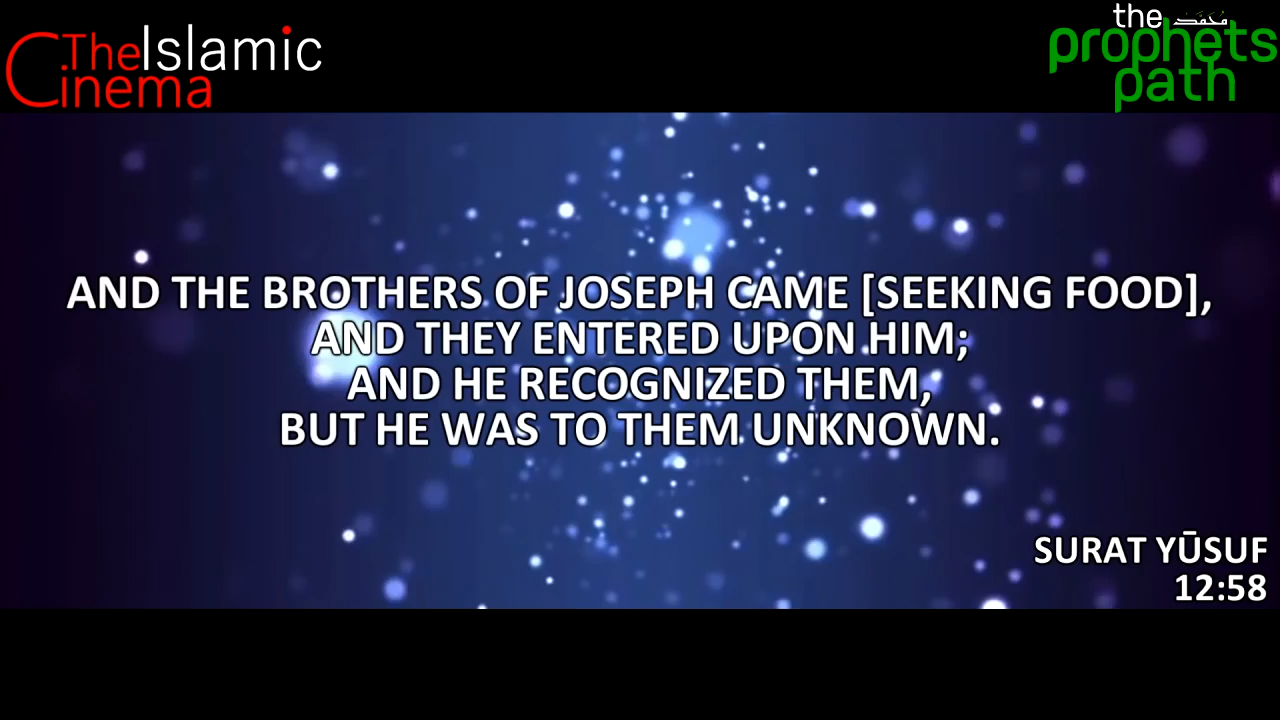 The Islamic
Cinema
the محمد
prophets
path
AND THE BROTHERS OF JOSEPH CAME [SEEKING FOOD],
AND THEY ENTERED UPON HIM;
AND HE RECOGNIZED THEM,
BUT HE WAS TO THEM UNKNOWN.
SURAT YŪSUF
12:58